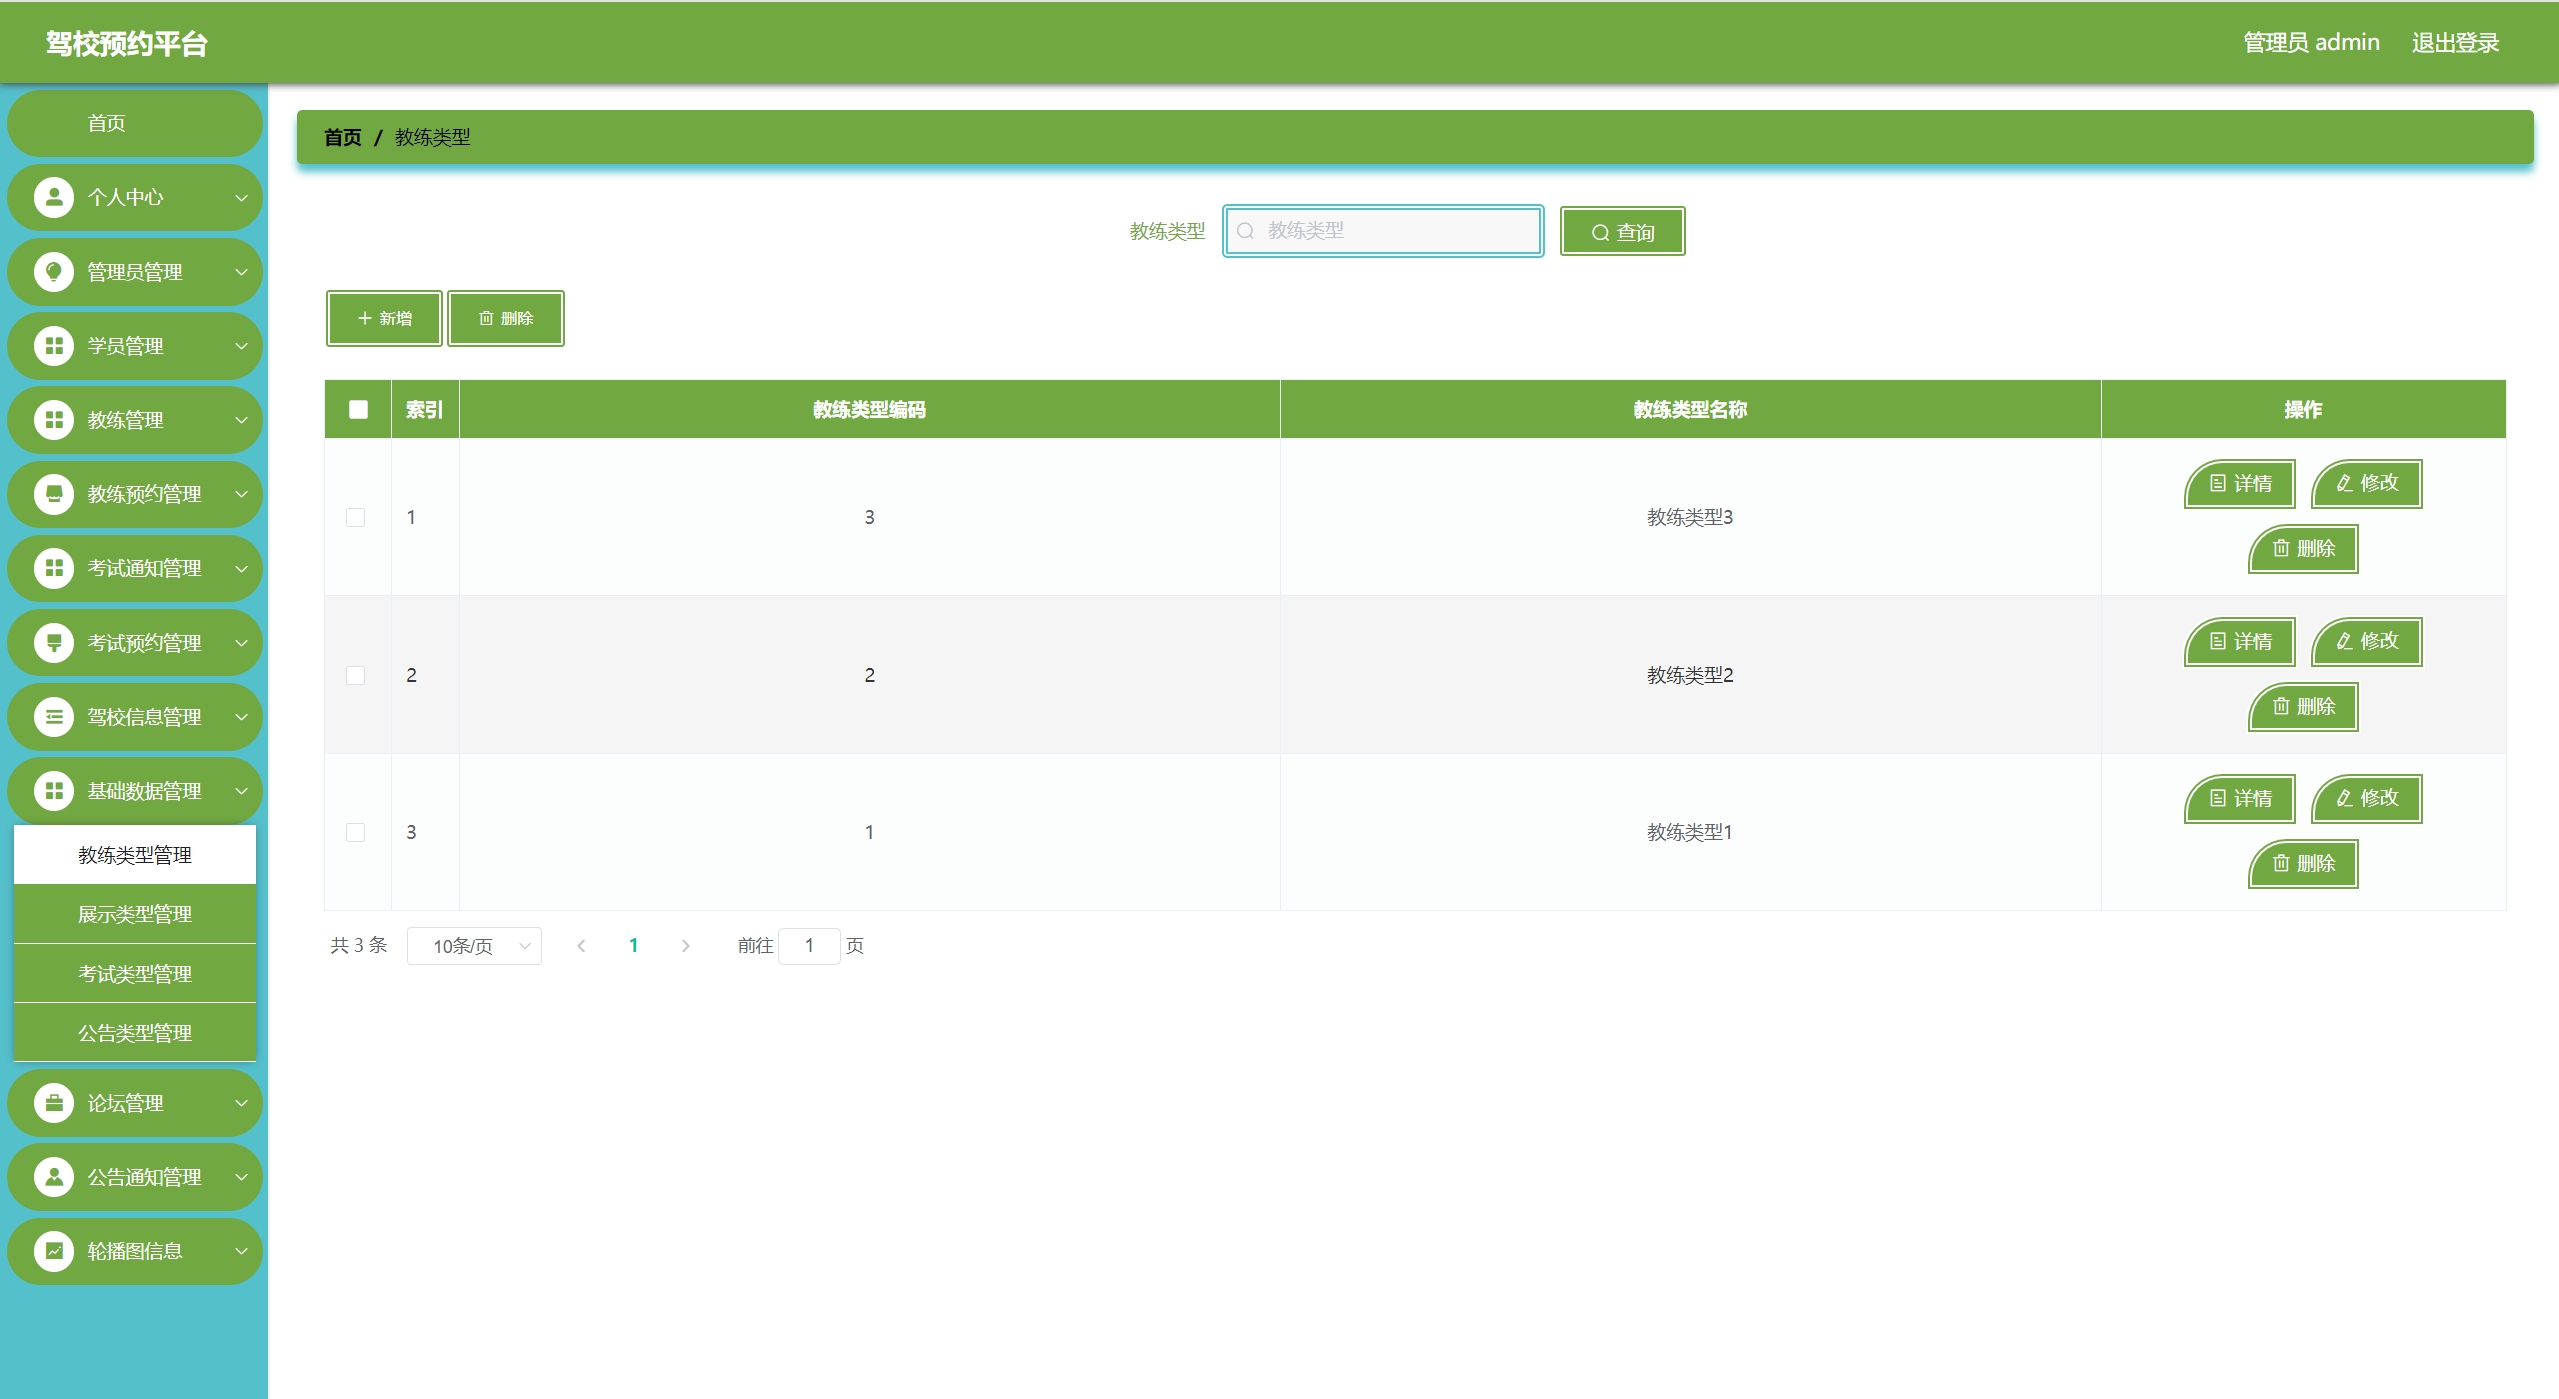 驾校预约平台
管理员 admin 退出登录
首页
个人中心
管理员管理
学员管理
教练管理
教练预约管理
考试通知管理
考试预约管理
驾校信息管理
基础数据管理
教练类型管理
展示类型管理
考试类型管理
公告类型管理
论坛管理
公告通知管理
轮播图信息
首页 / 教练类型
教练类型 教练类型 查询
新增 删除
索引 教练类型编码 教练类型名称 操作
1 3 教练类型3 详情 修改
删除
2 2 教练类型2 详情 修改
删除
3 1 教练类型1 详情 修改
删除
共 3 条 10条/页 1 前往 1 页